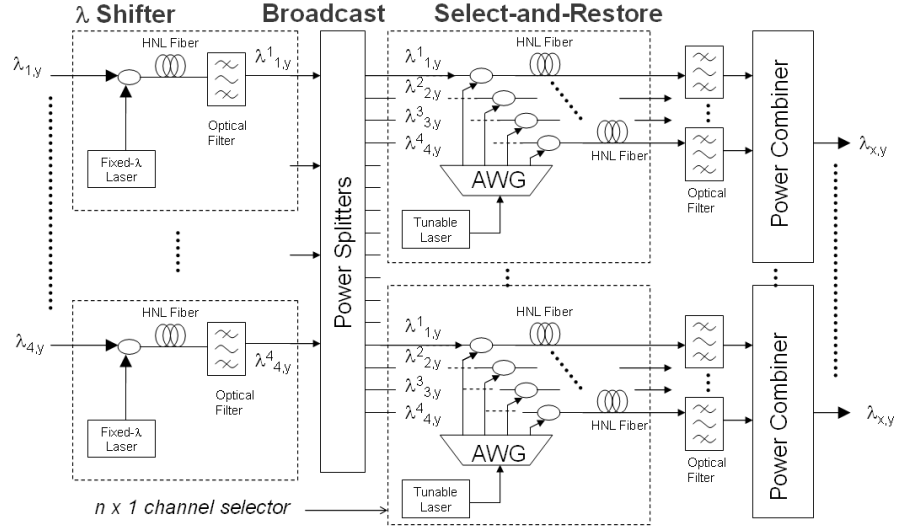 λ Shifter
Broadcast
Select-and-Restore
HNL Fiber
λ1,y
λ¹1,y
Optical
Filter
Fixed-λ
Laser
Power Splitters
HNL Fiber
λ¹1,y
λ²2,y
λ³3,y
λ⁴4,y
HNL Fiber
AWG
Tunable
Laser
Optical
Filter
Power Combiner
λx,y
HNL Fiber
λ4,y
λ⁴4,y
Optical
Filter
Fixed-λ
Laser
HNL Fiber
λ¹1,y
λ²2,y
λ³3,y
λ⁴4,y
HNL Fiber
AWG
Tunable
Laser
Optical
Filter
Power Combiner
λx,y
n x 1 channel selector